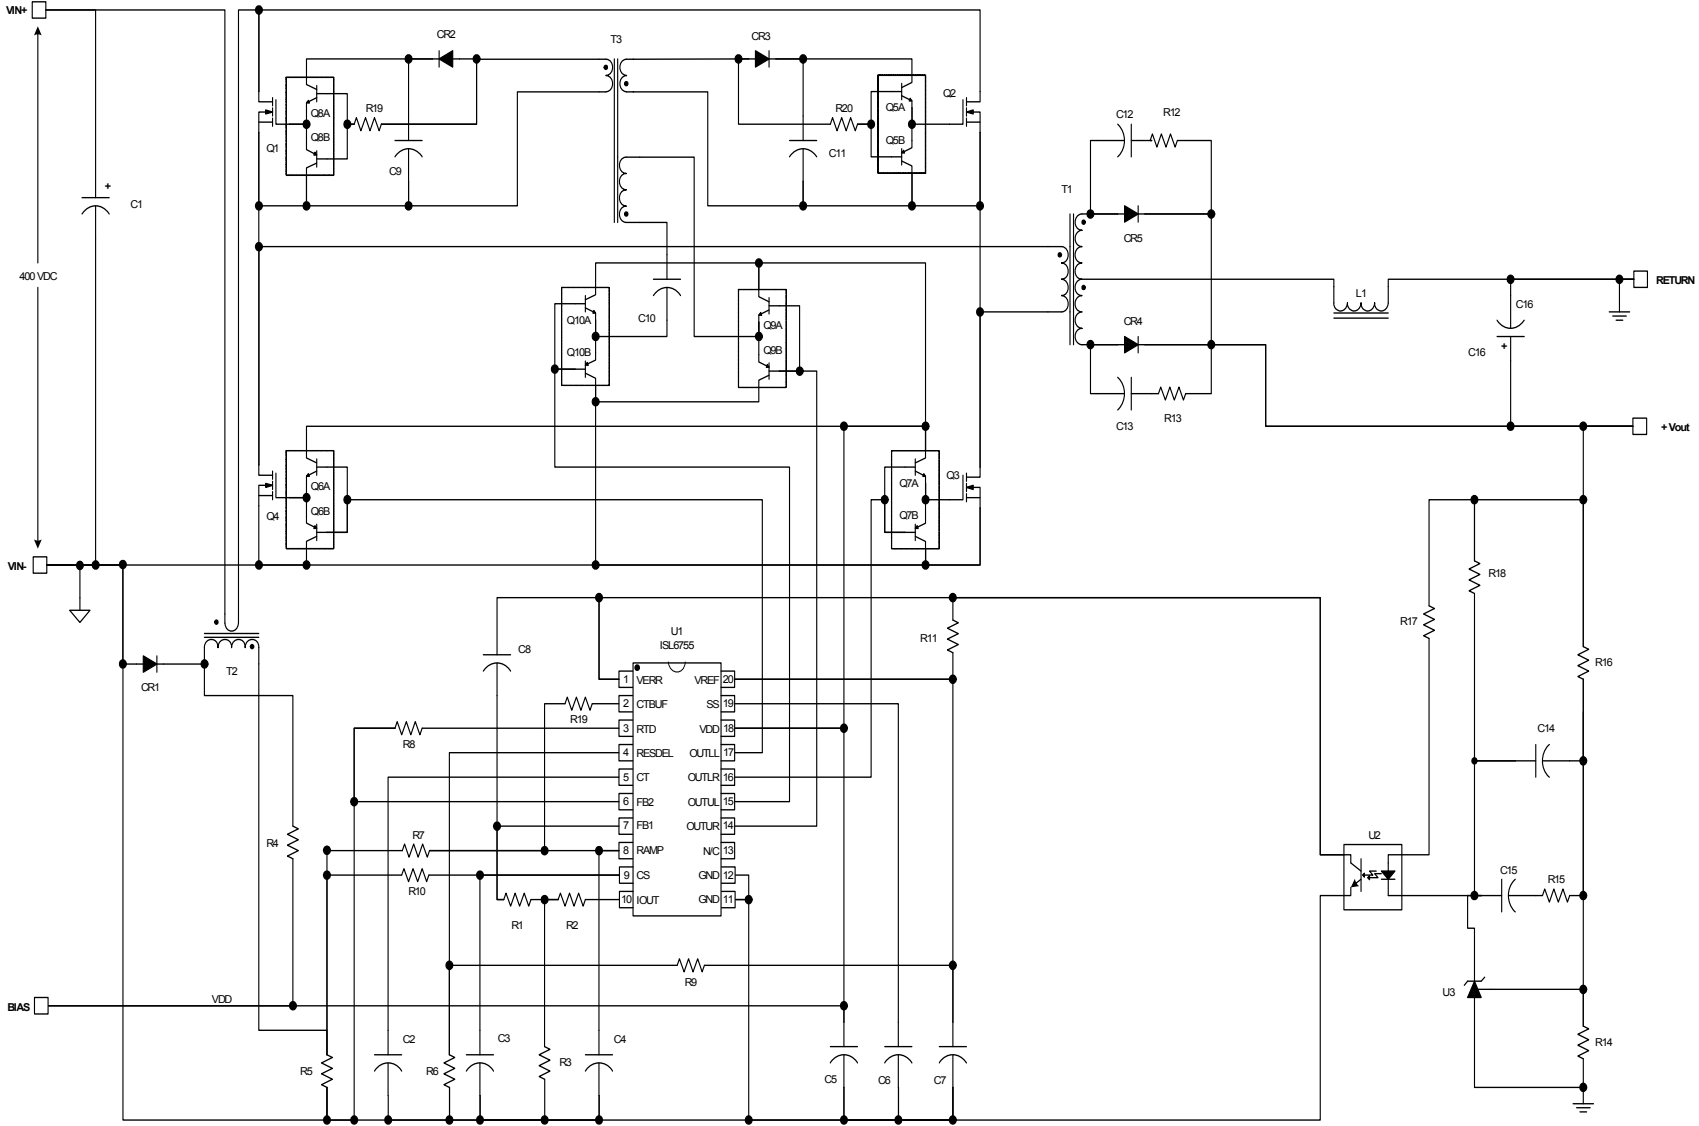 VIN+
CR2
T3
CR3
Q8A
Q8B
R19
Q1
C9
R20
C11
Q5A
Q5B
Q2
C12
R12
T1
CR5
+
C1
400 VDC
RETURN
L1
C16
C16
+
CR4
C13
R13
Q10A
Q10B
C10
Q9A
Q9B
+ Vout
Q6A
Q6B
Q4
Q7A
Q7B
Q3
VIN-
R18
R17
R16
U1
ISL6755
C8
R11
T2
CR1
R19
R8
1 VERR
2 CTBUF
3 RTD
4 RESDEL
5 CT
6 FB2
7 FB1
8 RAMP
9 CS
10 IOUT
VREF 20
SS 19
VDD 18
OUTLL 17
OUTLR 16
OUTUL 15
OUTUR 14
N/C 13
GND 12
GND 11
C14
R4
R7
R10
R1
R2
U2
C15
R15
R9
U3
BIAS
VDD
R5
C2
R6
C3
R3
C4
C5
C6
C7
R14